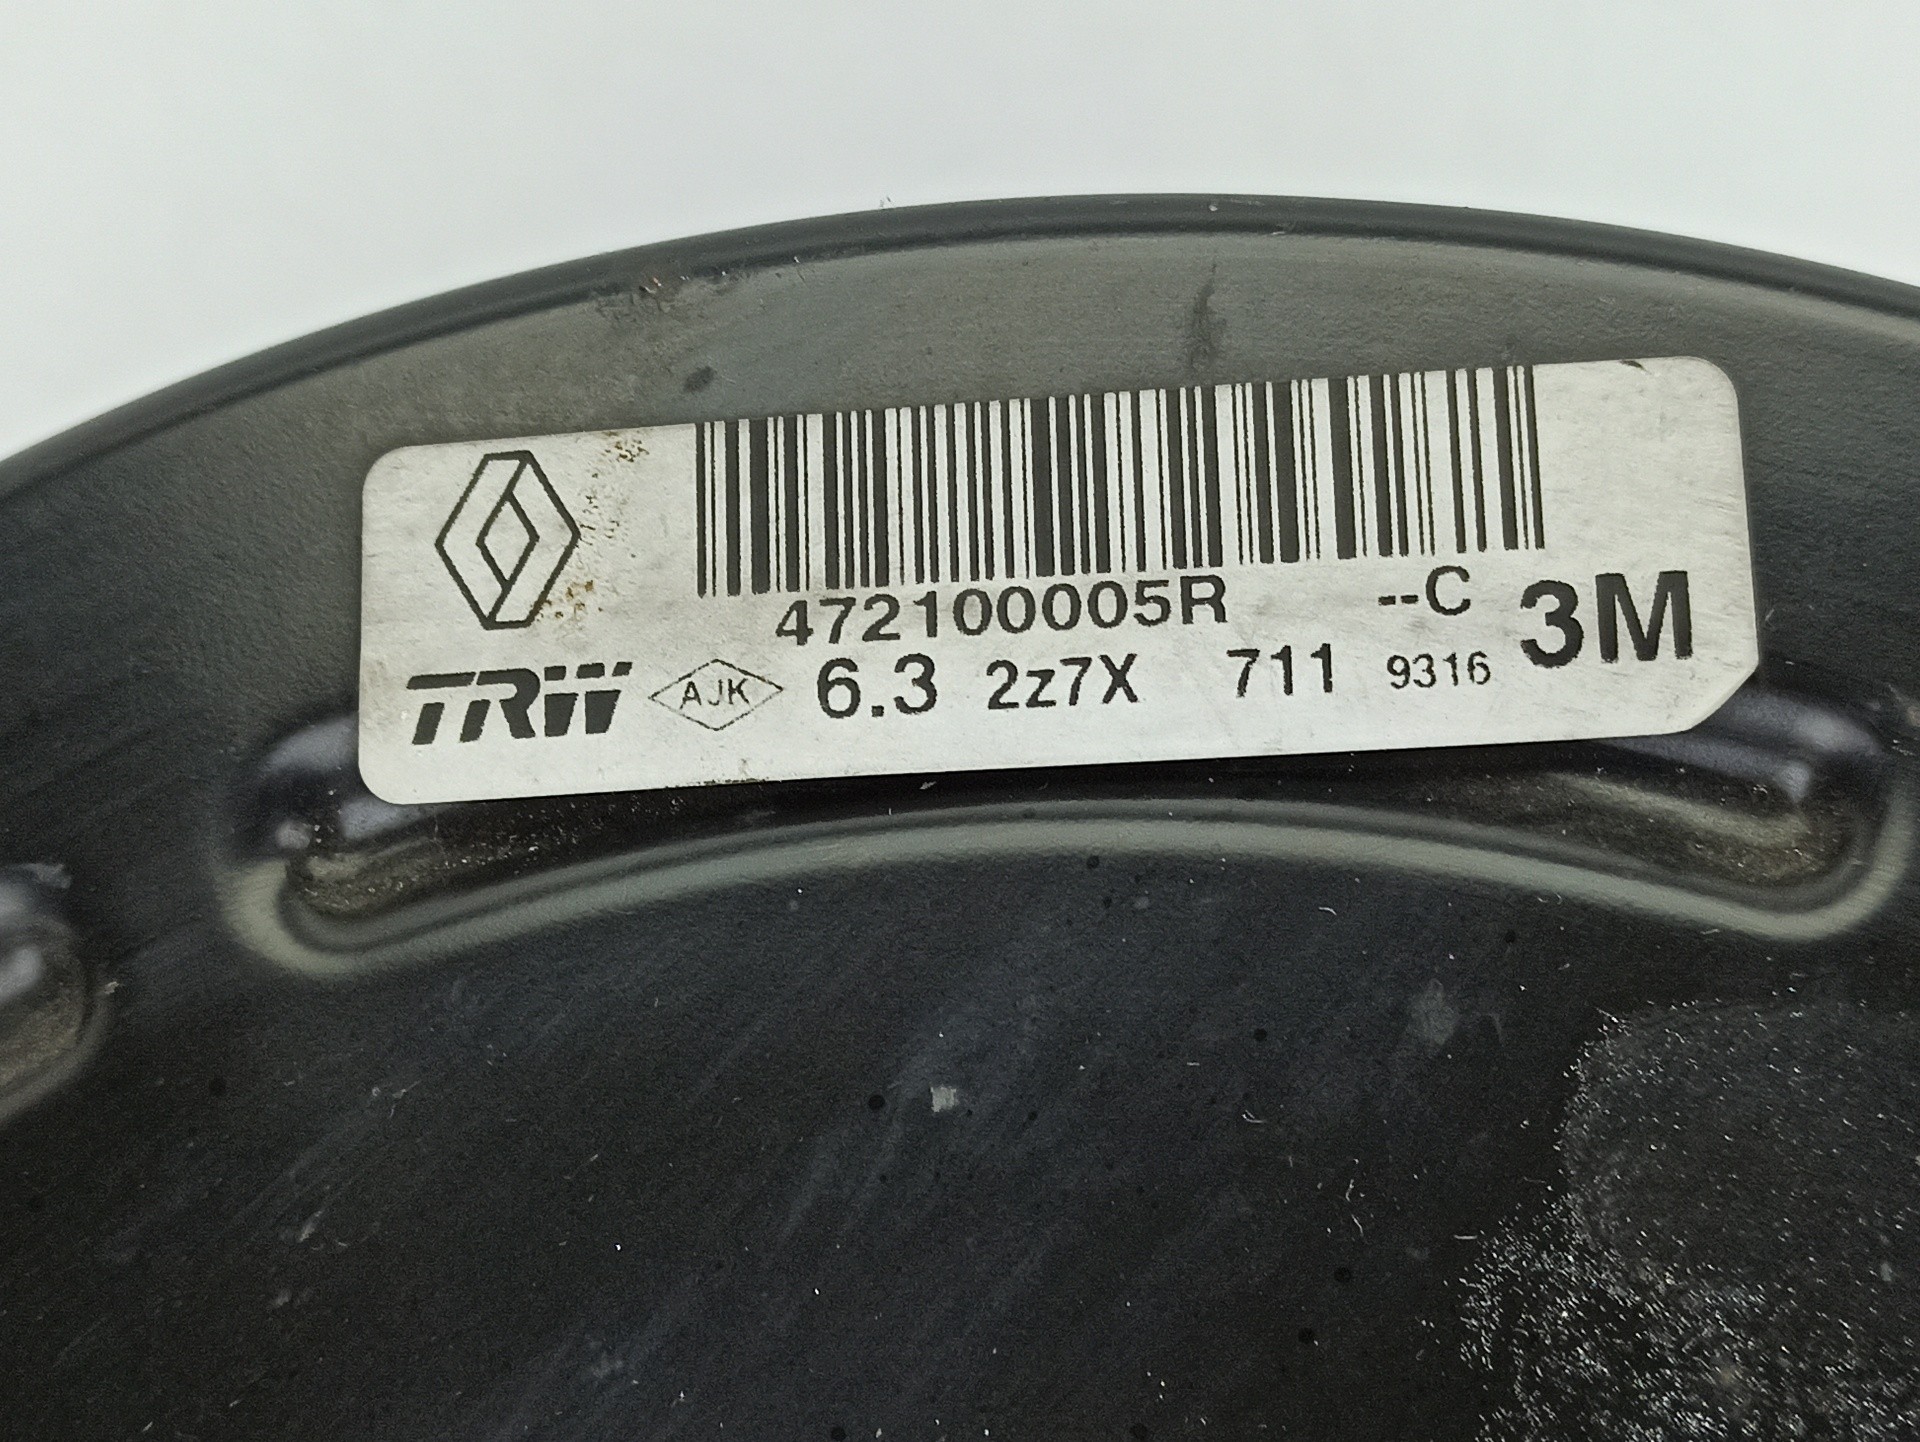 472100005R --C 3M
TRW AJK 6.3 2z7X 711 9316